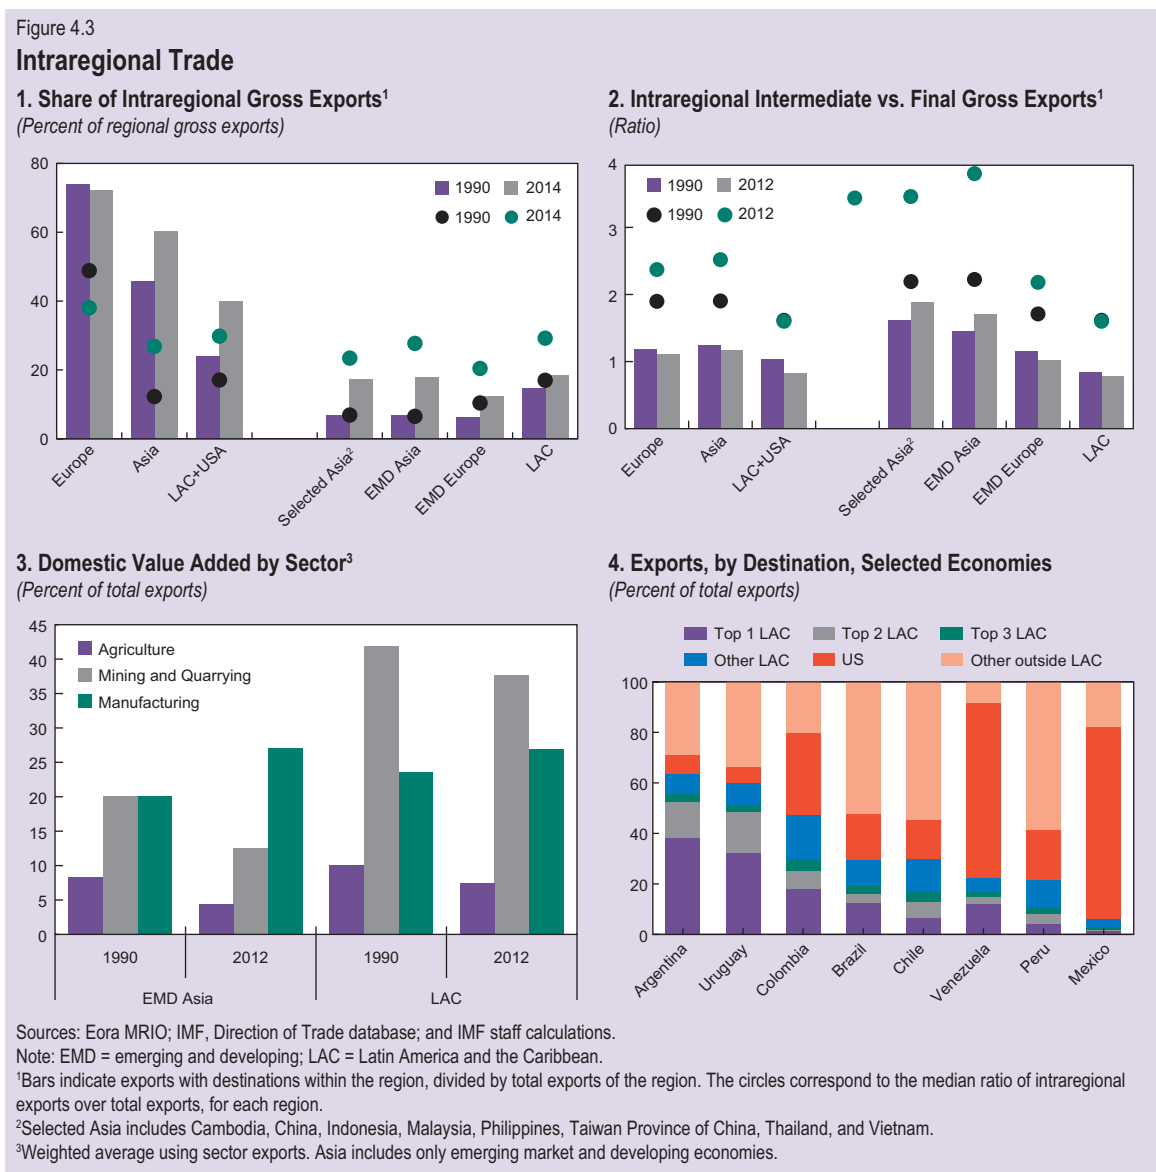 Figure 4.3
Intraregional Trade
1. Share of Intraregional Gross Exports¹
(Percent of regional gross exports)
80
60
40
20
0
1990
2014
1990
2014
Europe
Asia
LAC+USA
Selected Asia²
EMD Asia
EMD Europe
LAC
2. Intraregional Intermediate vs. Final Gross Exports¹
(Ratio)
4
3
2
1
0
1990
2012
1990
2012
Europe
Asia
LAC+USA
Selected Asia²
EMD Asia
EMD Europe
LAC
3. Domestic Value Added by Sector³
(Percent of total exports)
45
40
35
30
25
20
15
10
5
0
Agriculture
Mining and Quarrying
Manufacturing
1990
2012
1990
2012
EMD Asia
LAC
4. Exports, by Destination, Selected Economies
(Percent of total exports)
Top 1 LAC
Top 2 LAC
Top 3 LAC
Other LAC
US
Other outside LAC
100
80
60
40
20
0
Argentina
Uruguay
Colombia
Brazil
Chile
Venezuela
Peru
Mexico
Sources: Eora MRIO; IMF, Direction of Trade database; and IMF staff calculations.
Note: EMD = emerging and developing; LAC = Latin America and the Caribbean.
¹Bars indicate exports with destinations within the region, divided by total exports of the region. The circles correspond to the median ratio of intraregional
exports over total exports, for each region.
²Selected Asia includes Cambodia, China, Indonesia, Malaysia, Philippines, Taiwan Province of China, Thailand, and Vietnam.
³Weighted average using sector exports. Asia includes only emerging market and developing economies.